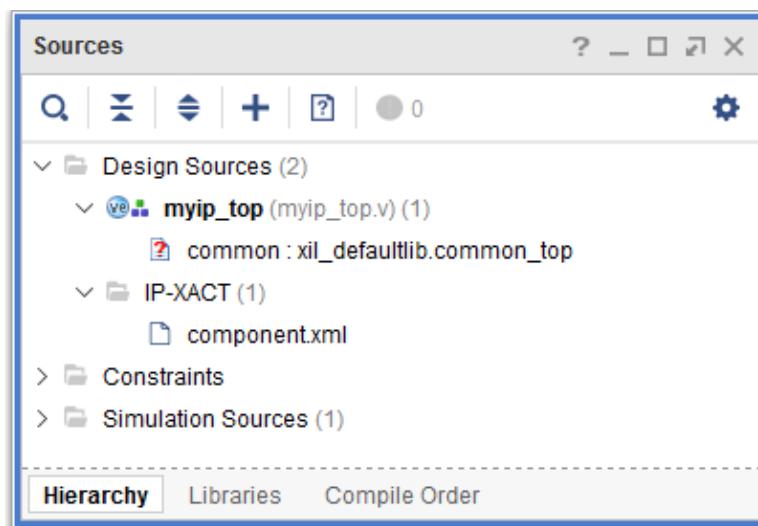 Sources
0
Design Sources (2)
myip_top (myip_top.v) (1)
common : xil_defaultlib.common_top
IP-XACT (1)
component.xml
Constraints
Simulation Sources (1)
Hierarchy Libraries Compile Order